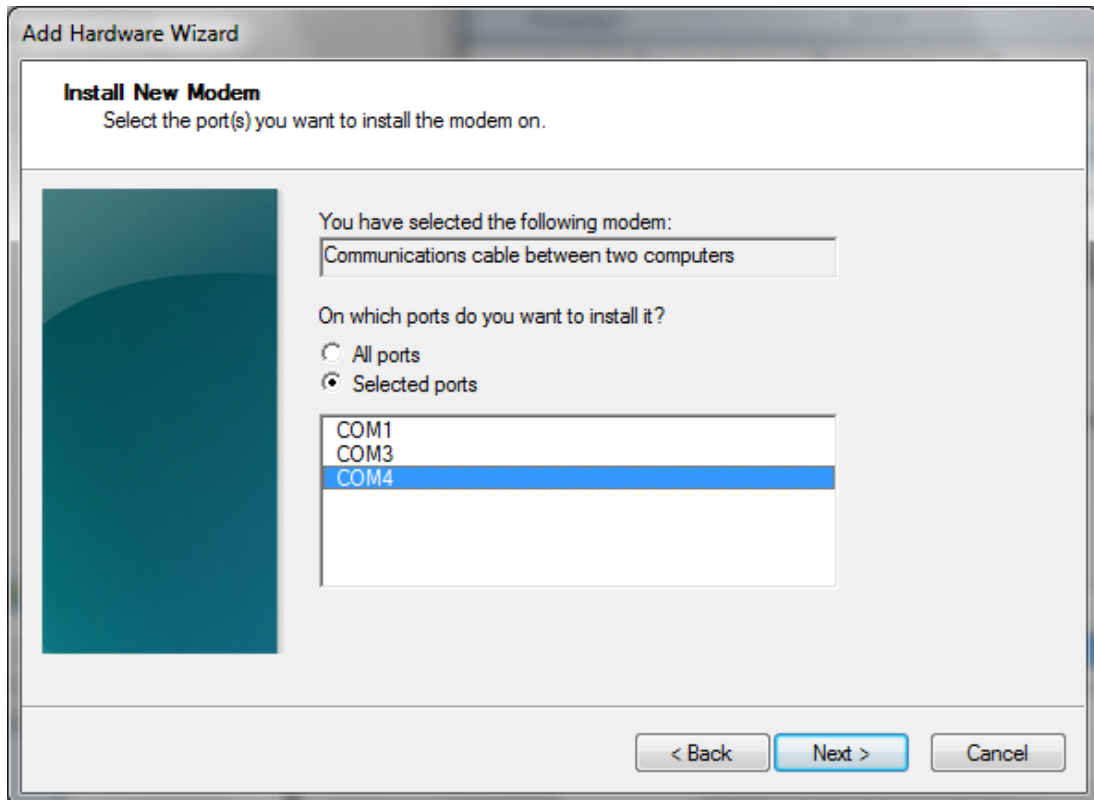 Add Hardware Wizard
Install New Modem
Select the port(s) you want to install the modem on.
You have selected the following modem:
Communications cable between two computers
On which ports do you want to install it?
All ports
Selected ports
COM1
COM3
COM4
< Back Next > Cancel